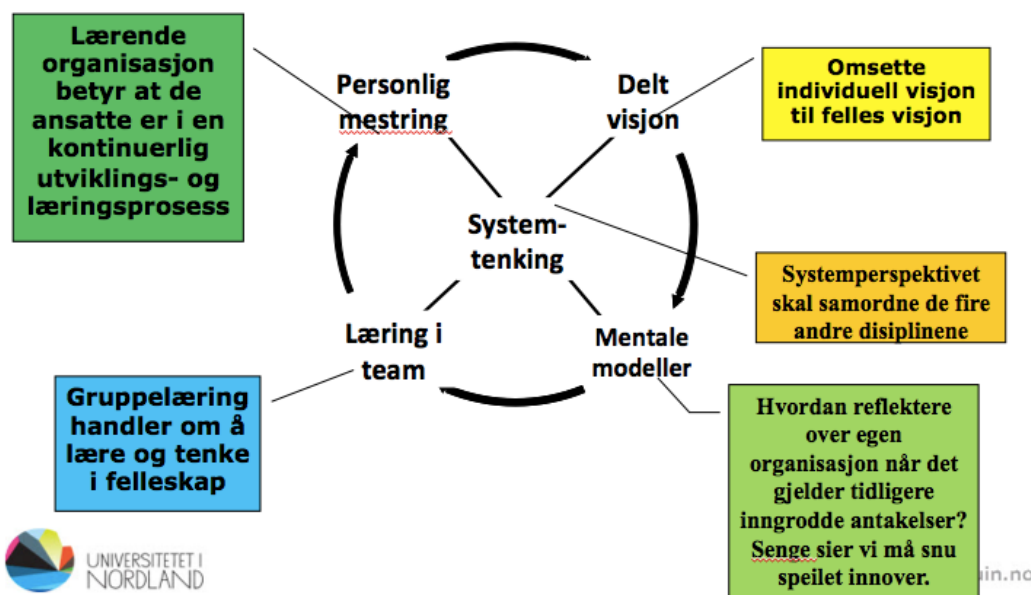 Lærende
organisasjon
betyr at de
ansatte er i en
kontinuerlig
utviklings- og
læringsprosess
Personlig
mestring
Delt
visjon
Omsette
individuell visjon
til felles visjon
System-
tenking
Systemperspektivet
skal samordne de fire
andre disiplinene
Læring i
team
Mentale
modeller
Gruppelæring
handler om å
lære og tenke
i felleskap
Hvordan reflektere
over egen
organisasjon når det
gjelder tidligere
inngrodde antakelser?
Senge sier vi må snu
speilet innover.
UNIVERSITETET I
NORDLAND